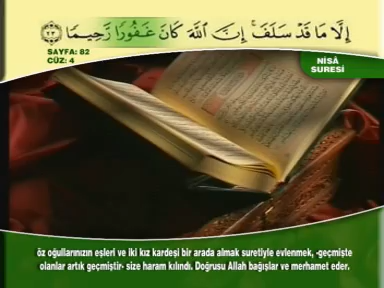 إِلَّا مَا قَدْ سَلَفَ ۗ إِنَّ اللَّهَ كَانَ غَفُورًا رَّحِيمًا ﴿٢٣﴾
SAYFA: 82
CÜZ: 4
NİSÂ
SURESİ
öz oğullarınızın eşleri ve iki kız kardeşi bir arada almak suretiyle evlenmek, -geçmişte
olanlar artık geçmiştir- size haram kılındı. Doğrusu Allah bağışlar ve merhamet eder.